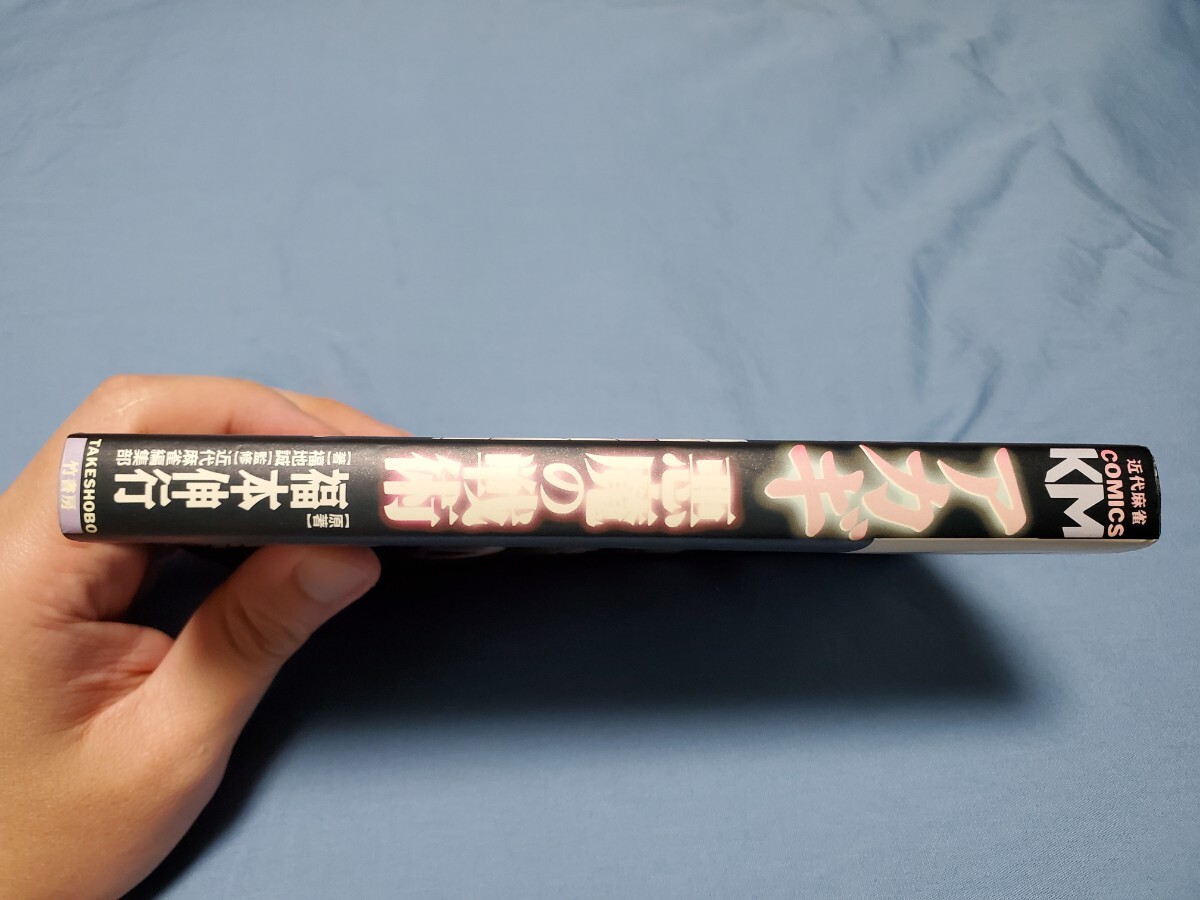 近代麻雀
COMICS
KM
アカギ
悪魔の戦術
【原著】
福本伸行
【著】福地誠【監修】近代麻雀編集部
TAKESHOBO
竹書房